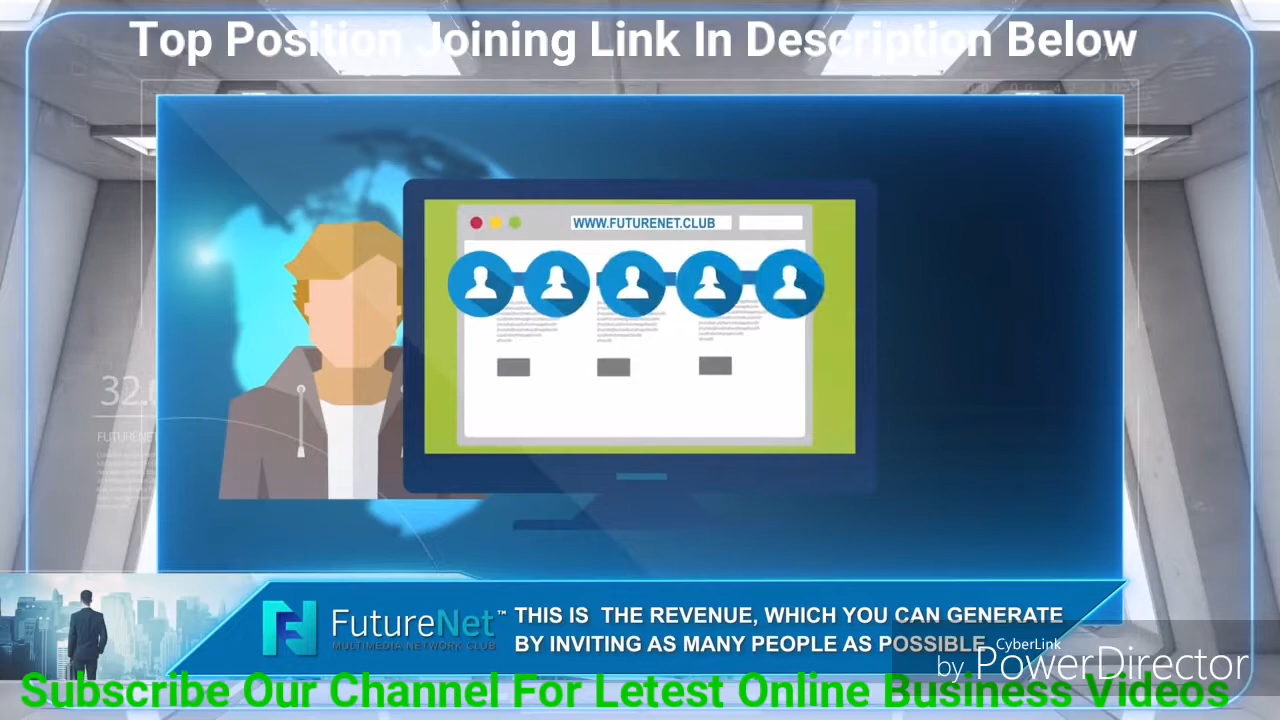 Top Position Joining Link In Description Below
WWW.FUTURENET.CLUB
FUTURENET
FutureNet™
MULTIMEDIA NETWORK CLUB
THIS IS THE REVENUE, WHICH YOU CAN GENERATE
BY INVITING AS MANY PEOPLE AS POSSIBLE
CyberLink
by PowerDirector
Subscribe Our Channel For Letest Online Business Videos